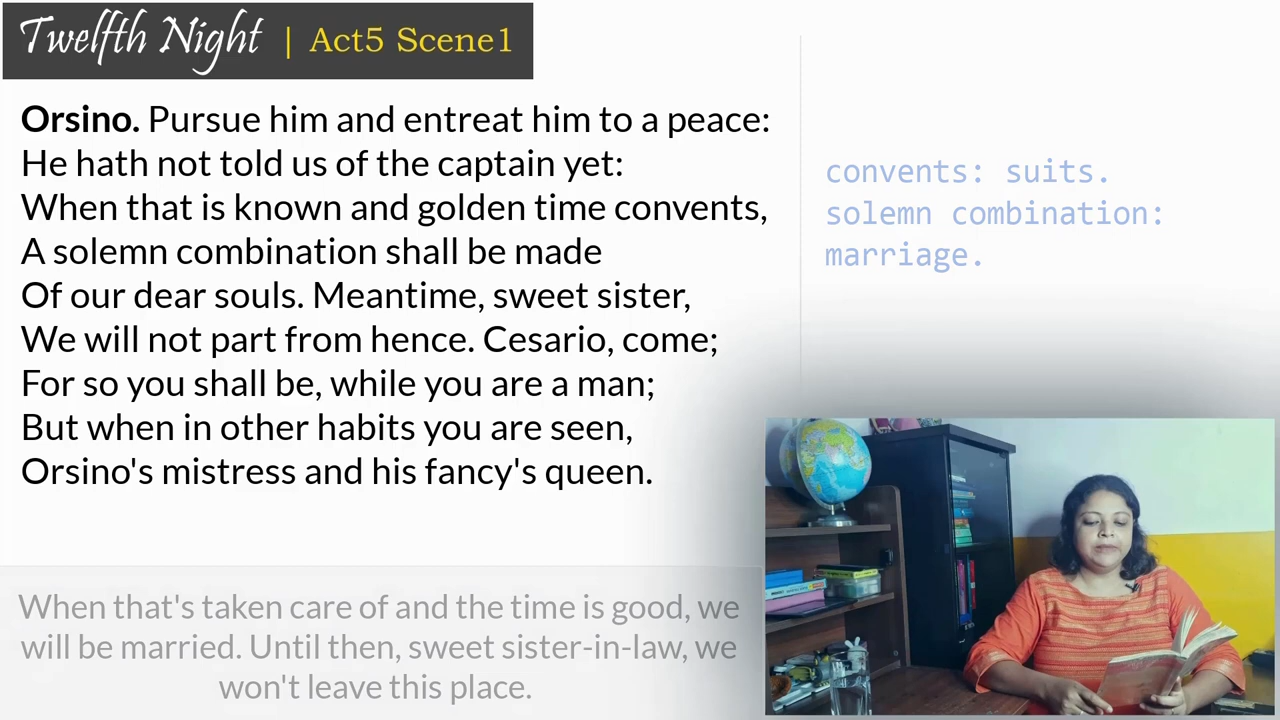 Twelfth Night | Act5 Scene1
Orsino. Pursue him and entreat him to a peace:
He hath not told us of the captain yet:
When that is known and golden time convents,
A solemn combination shall be made
Of our dear souls. Meantime, sweet sister,
We will not part from hence. Cesario, come;
For so you shall be, while you are a man;
But when in other habits you are seen,
Orsino's mistress and his fancy's queen.
convents: suits.
solemn combination:
marriage.
When that's taken care of and the time is good, we
will be married. Until then, sweet sister-in-law, we
won't leave this place.